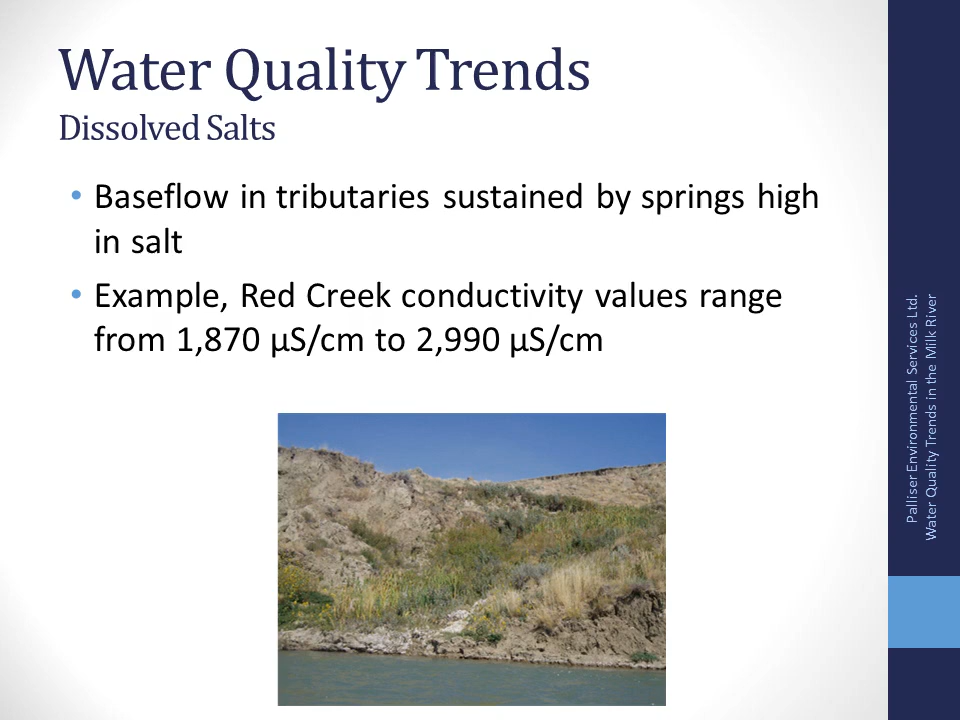 Water Quality Trends
Dissolved Salts
• Baseflow in tributaries sustained by springs high
in salt
• Example, Red Creek conductivity values range
from 1,870 µS/cm to 2,990 µS/cm
Palliser Environmental Services Ltd.
Water Quality Trends in the Milk River